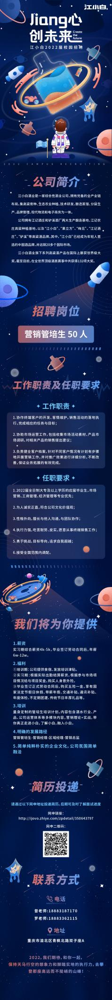 江小白
Jiang心
创未来
Create
the
future
江小白2022届校园招聘
2022
2022 CAMPUS RECRUITING
公司简介
江小白酒业是一家综合性酒业公司,拥有完备的全产业链
布局,集高粱育种、生态农业种植、技术研发、酿造蒸馏、分装生
产、品牌管理、现代物流和电子商务为一体。
公司拥有江记酒庄和驴溪酒厂两大生产酿造基地、江记农
庄高粱种植基地、以及“江小白”、“果立方”、“梅见”、“江记酒
庄”、“驴溪”等高粱酒品牌,其中,“江小白”已经成为年轻人首
选的中国酒品牌,并远销20多个国际市场。
江小白酒业旗下系列高粱酒产品在国际上屡获世界级大
奖,截至目前,在全世界顶级酒类赛事中共获得132项大奖。
招聘岗位
营销管培生 50 人
工作职责及任职要求
工作职责
1.协作终端客户的开发、客情维护,销售活动的落地执
行,完成相应的任务与目标;
2.协助市场运营工作,包括收集市场活动素材、产品市
场调研,对相关产品的销售提出建议;
3.负责健全客户档案,针对不同客户情况有计划有步骤
地开展营销工作,并对推广效果进行详细分析,不断改
善,保证业务拓展的有效完成。
任职要求
1.2022届全日制大专及以上学历的应届毕业生,市场
营销、工商管理、经济管理等专业优先;
2.为人诚实正直,符合公司文化价值观;
3.性格外向,擅长与他人沟通,与团队协作;
4.执行力强,吃苦耐劳、皮实,愿意从事终端销售工作;
5.勇于挑战,目标导向,追求自我超越;
6.接受全国范围内调配。
我们将为你提供
1.薪资
实习期综合薪资4k-5k,毕业签订劳动合同后,年薪
6w-12w。
2.福利
①培训期:公司提供食宿、发放培训津贴。
②实习期:根据实际出勤结算薪资,根据参与市场项
目情况给与项目奖金,购买人身意外险。
③毕业签订正式劳动合同后,购买五险一金,享有国
家法定节假日休假、带薪年假、交通补贴、通讯补贴、
年度体检、不定期团建、传统节日丰厚礼品等。
3.培训
量身定制的管培生培训计划,内容包含酒水行业、产
品、公司运营体系等多模块内容,营销理论+实战,带
你真正走进小白,了解小白,融入小白。
4.明确的发展路径
营销管培生-营销经理-区域经理-营销总监
5.简单纯粹朴实的企业文化,公司氛围简单
融洽
简历投递
请通过以下网申地址投递简历,后期可及时了解面试进度
网申链接:
http://ijovo.zhiye.com/zpdetail/350643797
网申二维码:
联系方式
电话
曾老师:18883187170
罗老师:18883362115
地址
重庆市渝北区青枫北路双子座A
2022,我们期待,和你一起,
保持天马行空的想象力和脚踏实地的执行力,去攀
登那座高远而不陡峭的山峰!